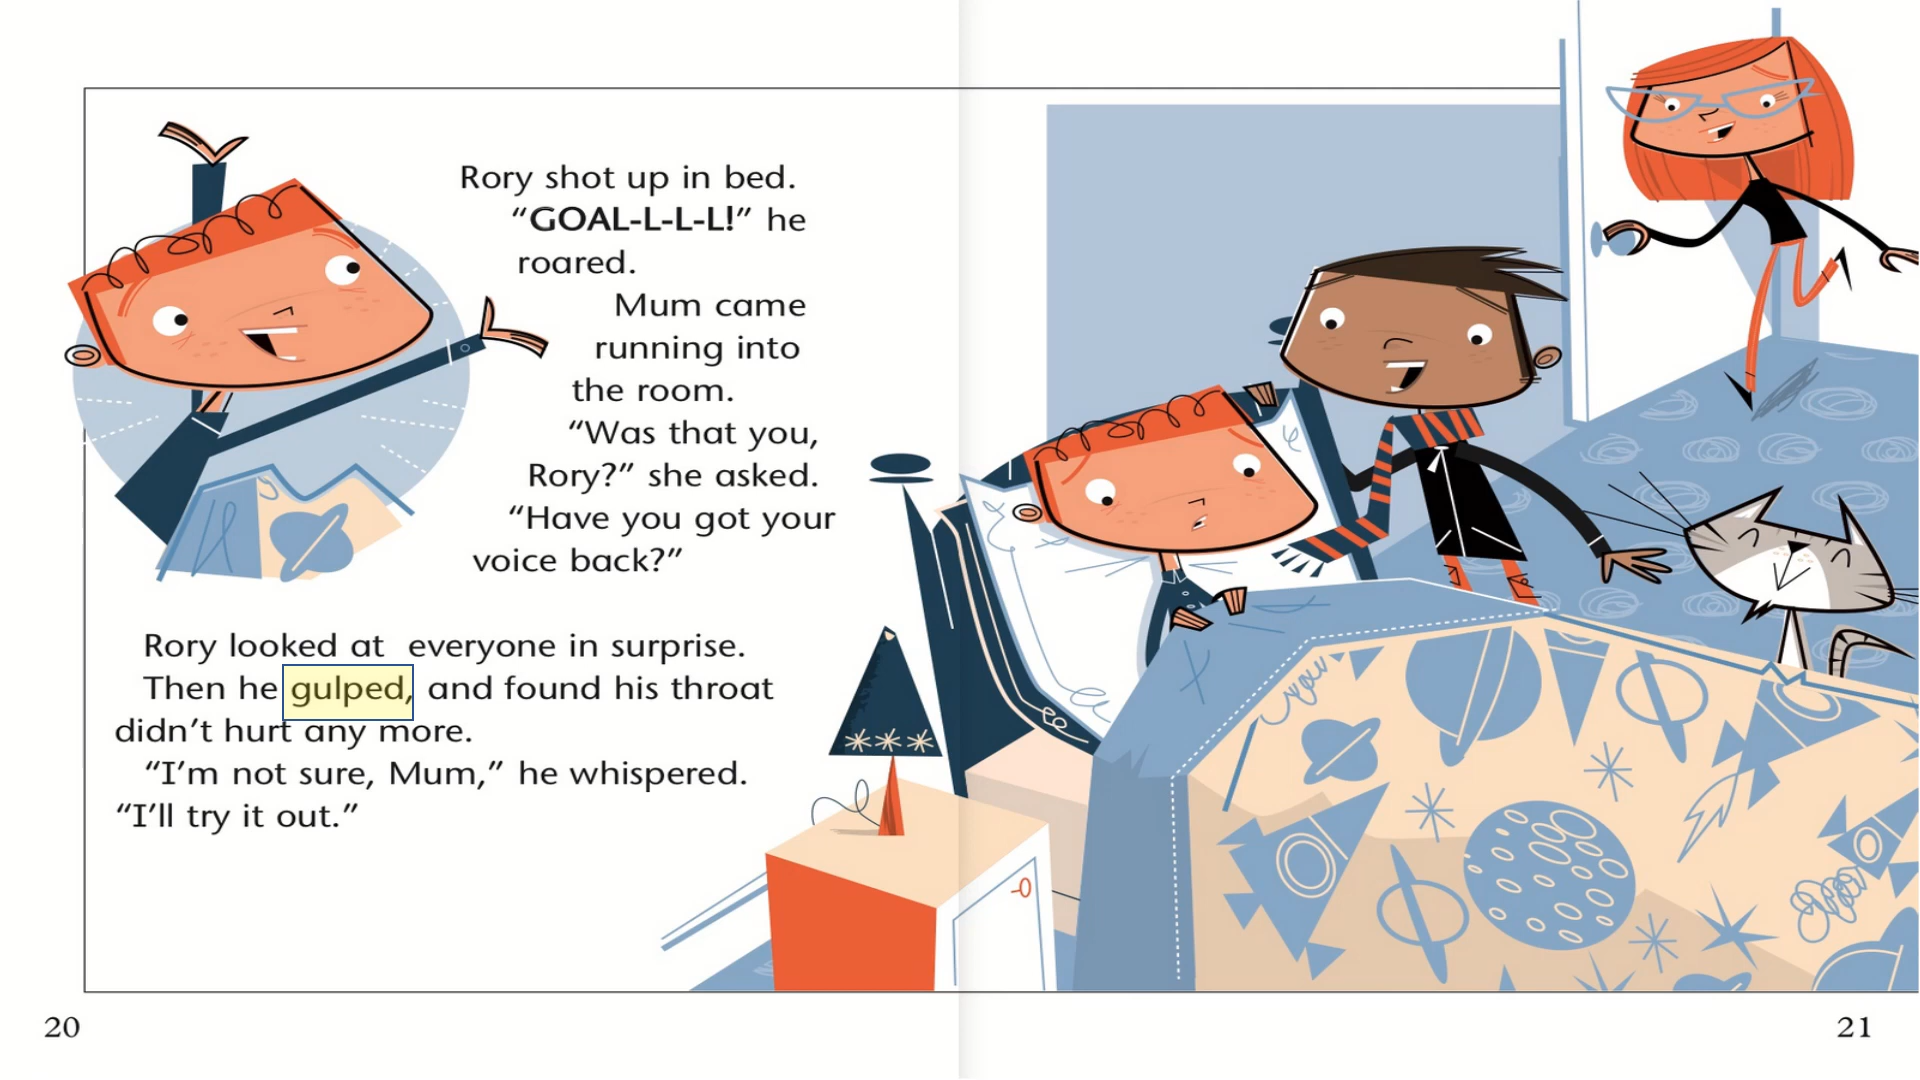 Rory shot up in bed.
“GOAL-L-L-L!” he
roared.
Mum came
running into
the room.
“Was that you,
Rory?” she asked.
“Have you got your
voice back?”
Rory looked at everyone in surprise.
Then he gulped, and found his throat
didn’t hurt any more.
“I’m not sure, Mum,” he whispered.
“I’ll try it out.”
20
21